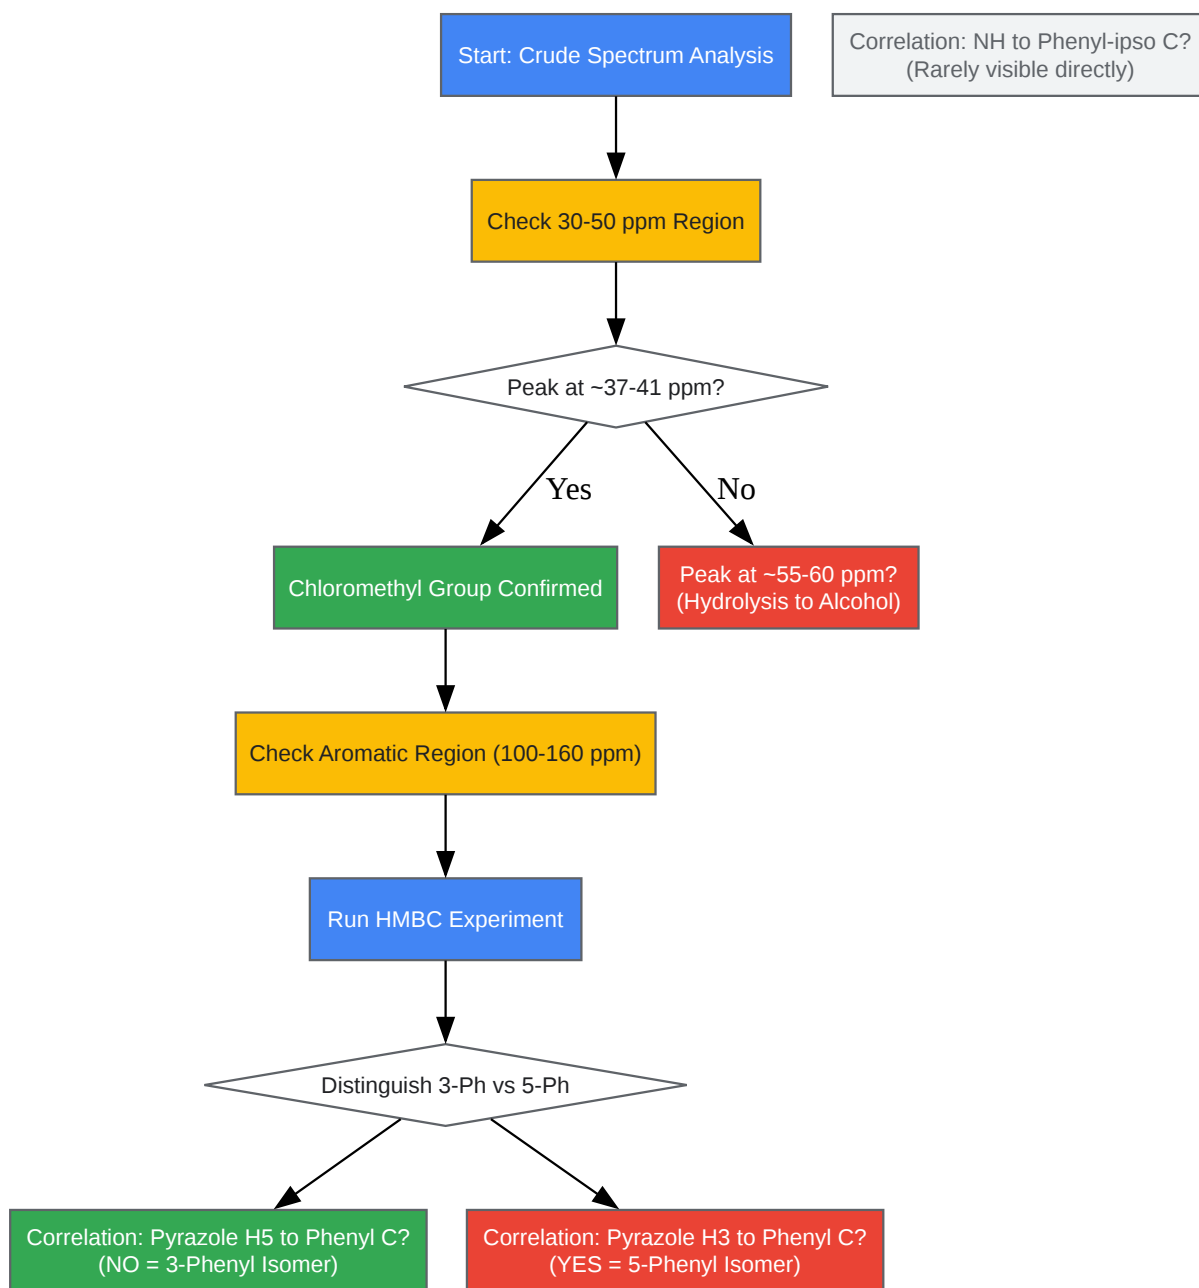 Start: Crude Spectrum Analysis
Correlation: NH to Phenyl-ipso C?
(Rarely visible directly)
Check 30-50 ppm Region
Peak at ~37-41 ppm?
Yes
No
Chloromethyl Group Confirmed
Peak at ~55-60 ppm?
(Hydrolysis to Alcohol)
Check Aromatic Region (100-160 ppm)
Run HMBC Experiment
Distinguish 3-Ph vs 5-Ph
Correlation: Pyrazole H5 to Phenyl C?
(NO = 3-Phenyl Isomer)
Correlation: Pyrazole H3 to Phenyl C?
(YES = 5-Phenyl Isomer)